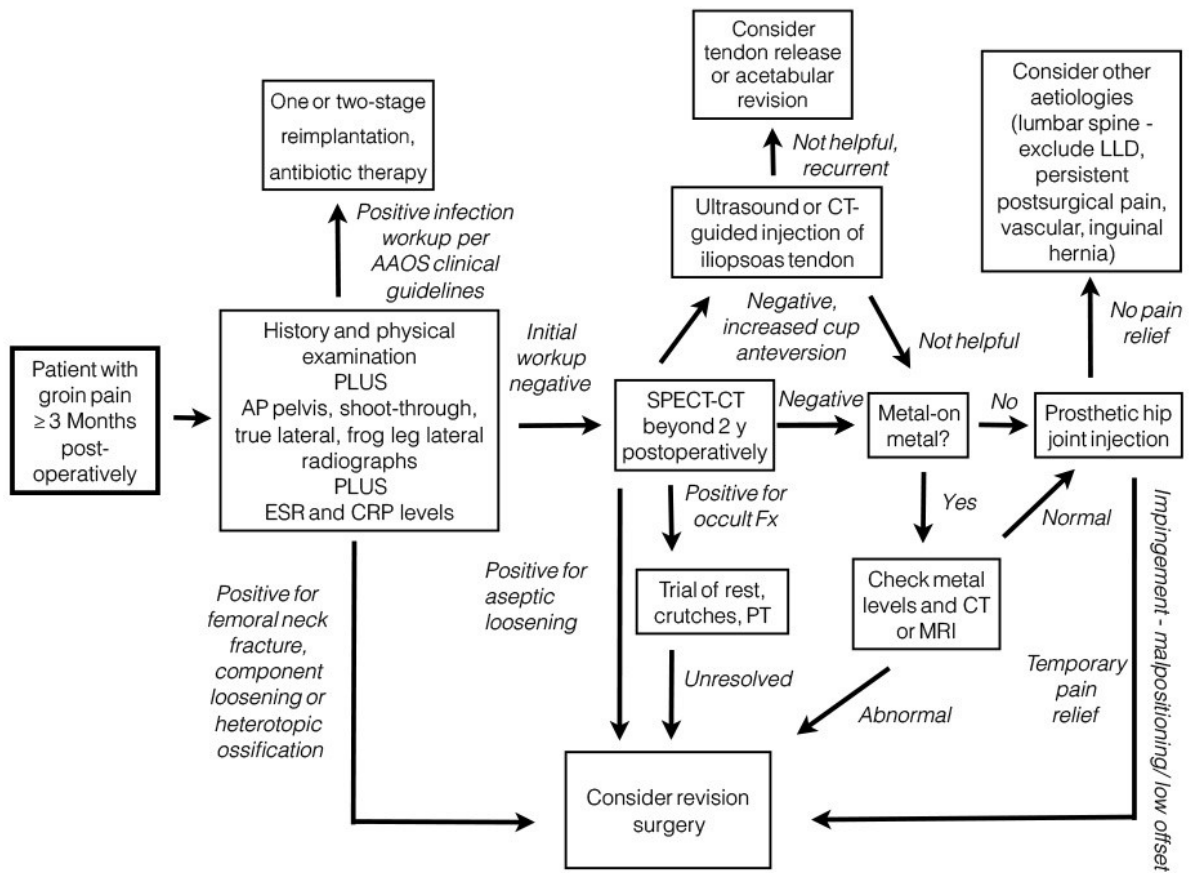 Patient with
groin pain
≥ 3 Months
post-
operatively
One or two-stage
reimplantation,
antibiotic therapy
Positive infection
workup per
AAOS clinical
guidelines
History and physical
examination
PLUS
AP pelvis, shoot-through,
true lateral, frog leg lateral
radiographs
PLUS
ESR and CRP levels
Positive for
femoral neck
fracture,
component
loosening or
heterotopic
ossification
Initial
workup
negative
SPECT-CT
beyond 2 y
postoperatively
Negative,
increased cup
anteversion
Ultrasound or CT-
guided injection of
iliopsoas tendon
Not helpful,
recurrent
Consider
tendon release
or acetabular
revision
Not helpful
Negative
Positive for
aseptic
loosening
Positive for
occult Fx
Trial of rest,
crutches, PT
Unresolved
Metal-on
metal?
Yes
Check metal
levels and CT
or MRI
Abnormal
Normal
No
Prosthetic hip
joint injection
No pain
relief
Consider other
aetiologies
(lumbar spine -
exclude LLD,
persistent
postsurgical pain,
vascular, inguinal
hernia)
Temporary
pain
relief
Impingement - malpositioning/ low offset
Consider revision
surgery